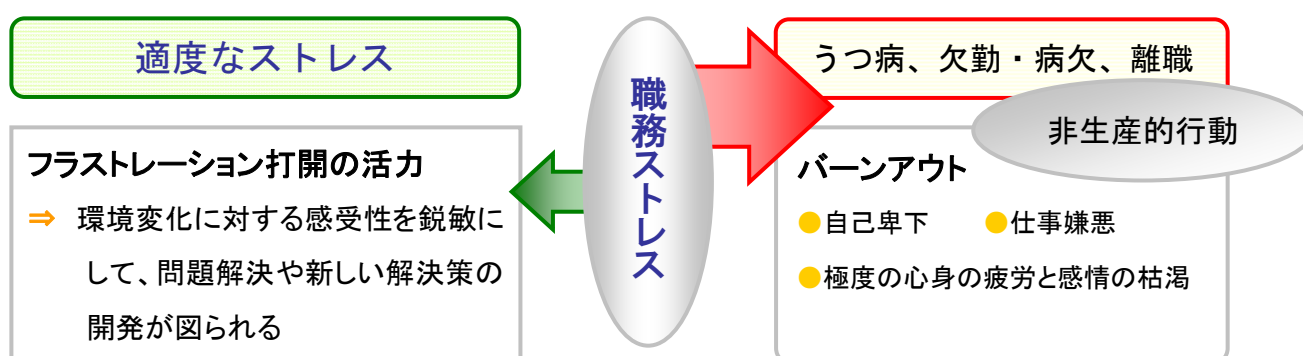 適度なストレス
フラストレーション打開の活力
⇒ 環境変化に対する感受性を鋭敏に
して、問題解決や新しい解決策の
開発が図られる
職務ストレス
うつ病、欠勤・病欠、離職
非生産的行動
バーンアウト
●自己卑下 ●仕事嫌悪
●極度の心身の疲労と感情の枯渇